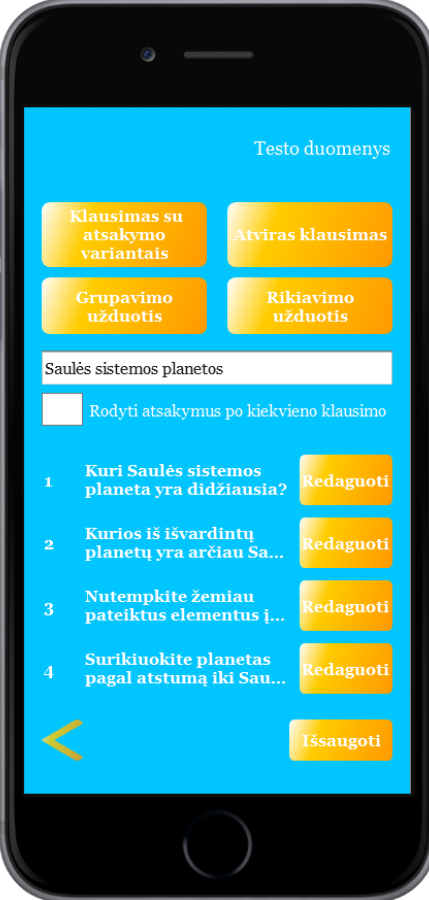 Testo duomenys
Klausimas su
atsakymo
variantais
Atviras klausimas
Grupavimo
užduotis
Rikiavimo
užduotis
Saulės sistemos planetos
Rodyti atsakymus po kiekvieno klausimo
1 Kuri Saulės sistemos
planeta yra didžiausia?
Redaguoti
2 Kurios iš išvardintų
planetų yra arčiau Sa...
Redaguoti
3 Nutempkite žemiau
pateiktus elementus į...
Redaguoti
4 Surikiuokite planetas
pagal atstumą iki Sau...
Redaguoti
Išsaugoti